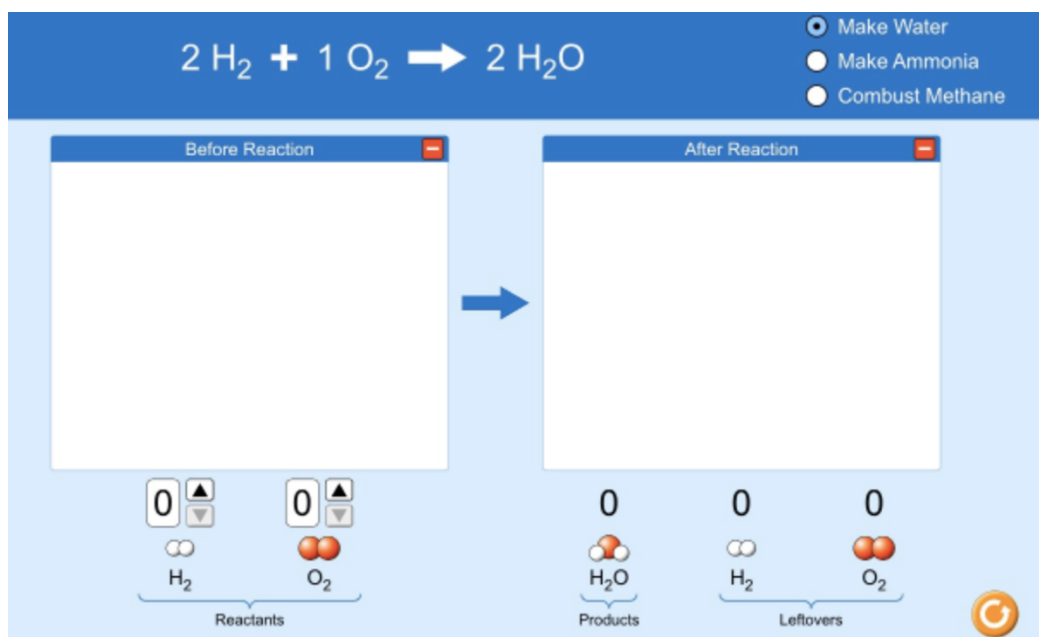 2 H₂ + 1 O₂ → 2 H₂O
Make Water
Make Ammonia
Combust Methane
Before Reaction
After Reaction
0 0
H₂ O₂
Reactants
0 0 0
H₂O H₂ O₂
Products Leftovers